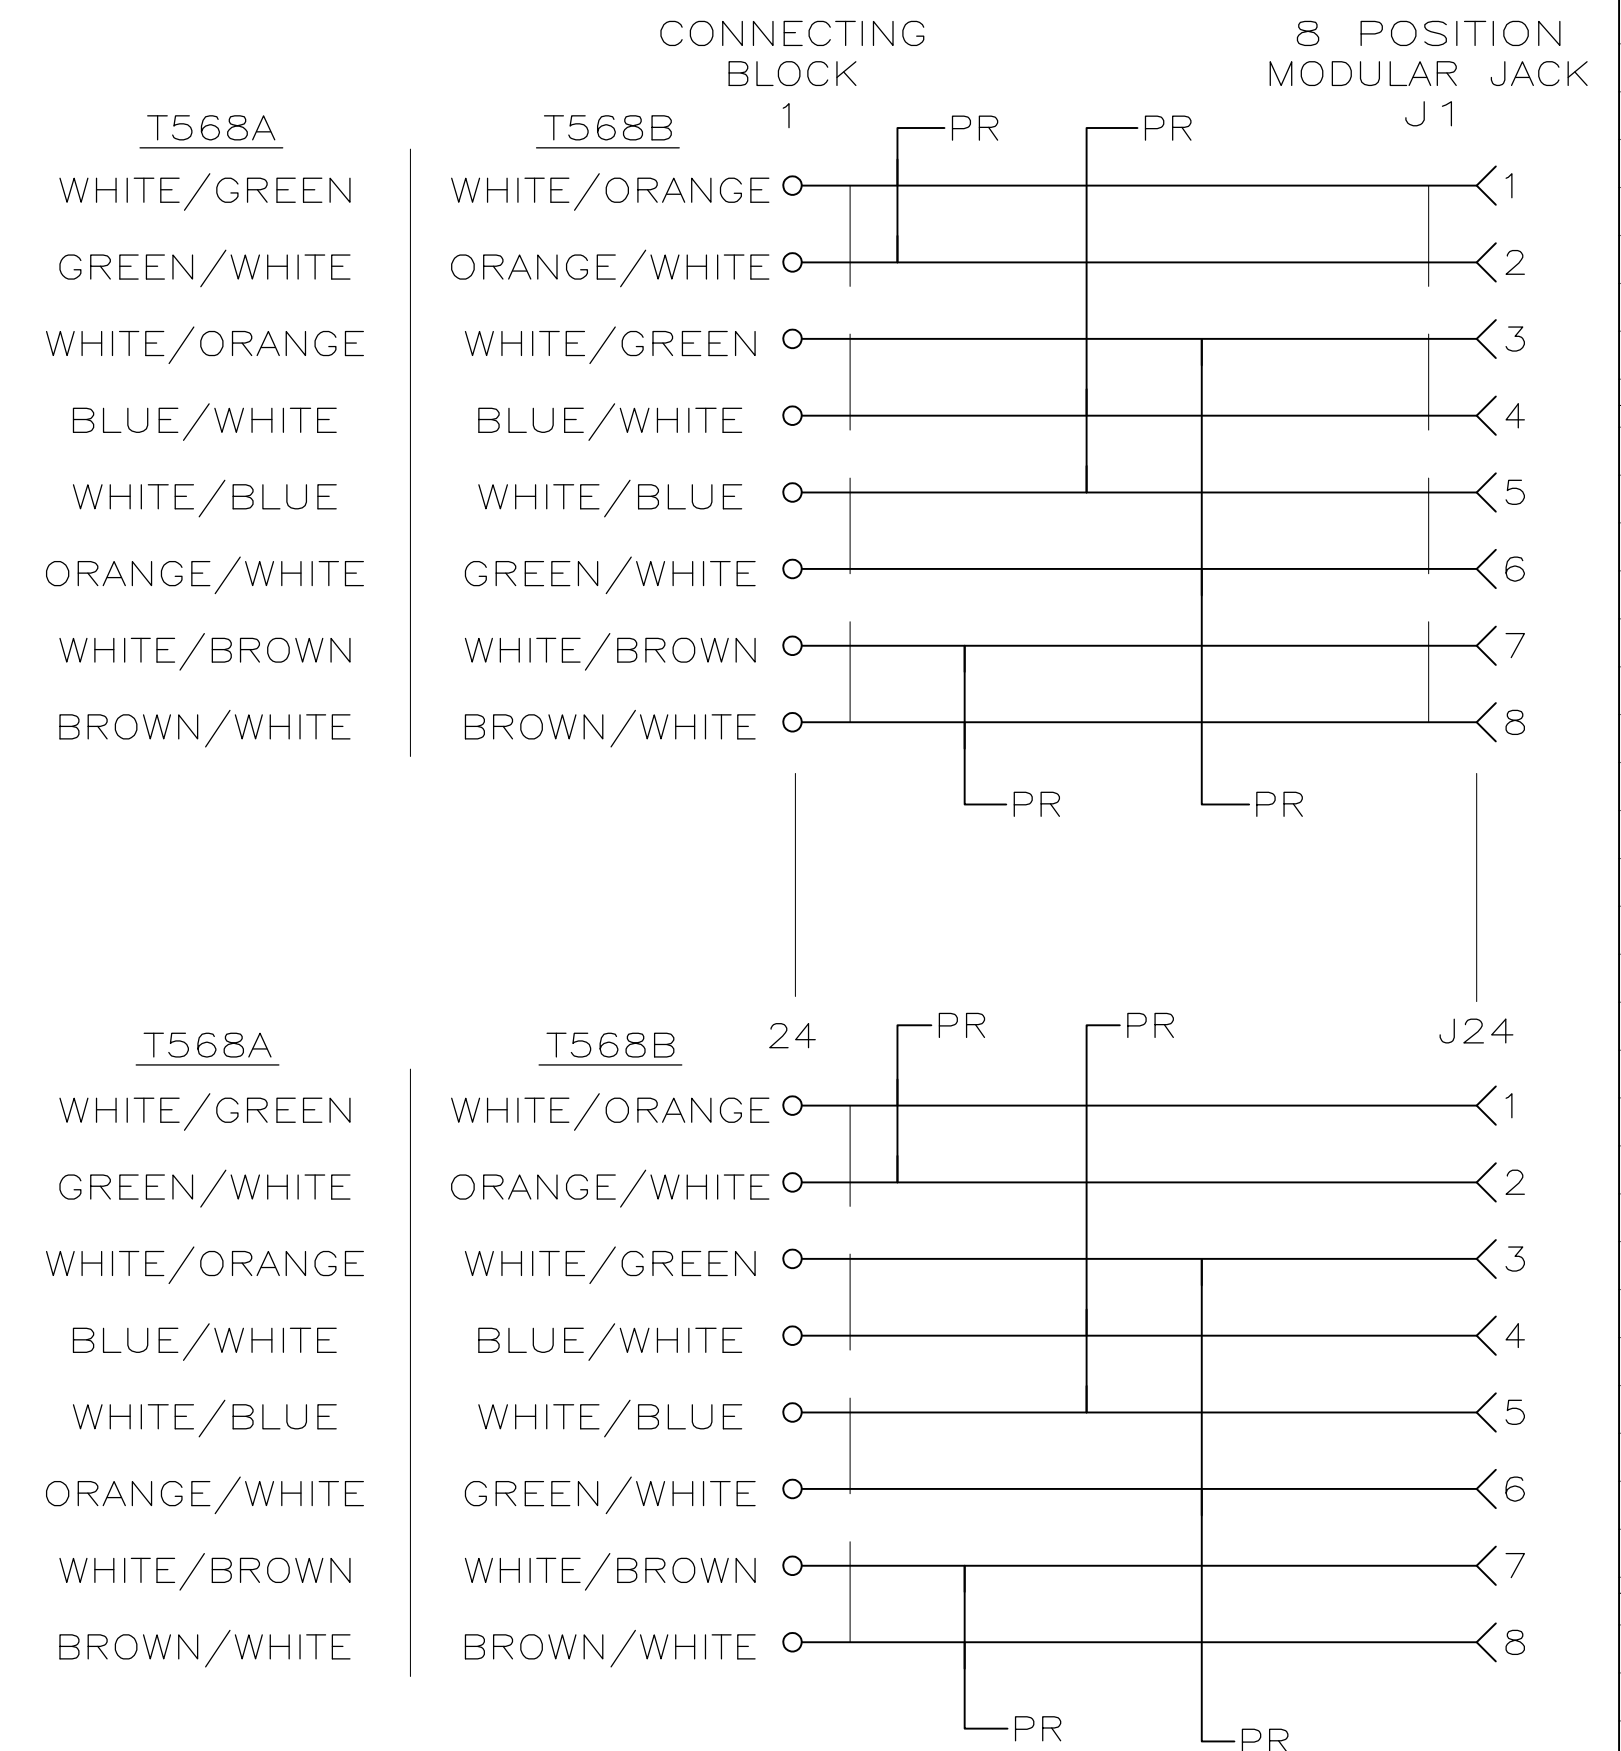 CONNECTING
BLOCK
1
8 POSITION
MODULAR JACK
J1
T568A T568B PR PR
WHITE/GREEN WHITE/ORANGE 1
GREEN/WHITE ORANGE/WHITE 2
WHITE/ORANGE WHITE/GREEN 3
BLUE/WHITE BLUE/WHITE 4
WHITE/BLUE WHITE/BLUE 5
ORANGE/WHITE GREEN/WHITE 6
WHITE/BROWN WHITE/BROWN 7
BROWN/WHITE BROWN/WHITE 8
PR PR
T568A T568B 24 PR PR J24
WHITE/GREEN WHITE/ORANGE 1
GREEN/WHITE ORANGE/WHITE 2
WHITE/ORANGE WHITE/GREEN 3
BLUE/WHITE BLUE/WHITE 4
WHITE/BLUE WHITE/BLUE 5
ORANGE/WHITE GREEN/WHITE 6
WHITE/BROWN WHITE/BROWN 7
BROWN/WHITE BROWN/WHITE 8
PR PR